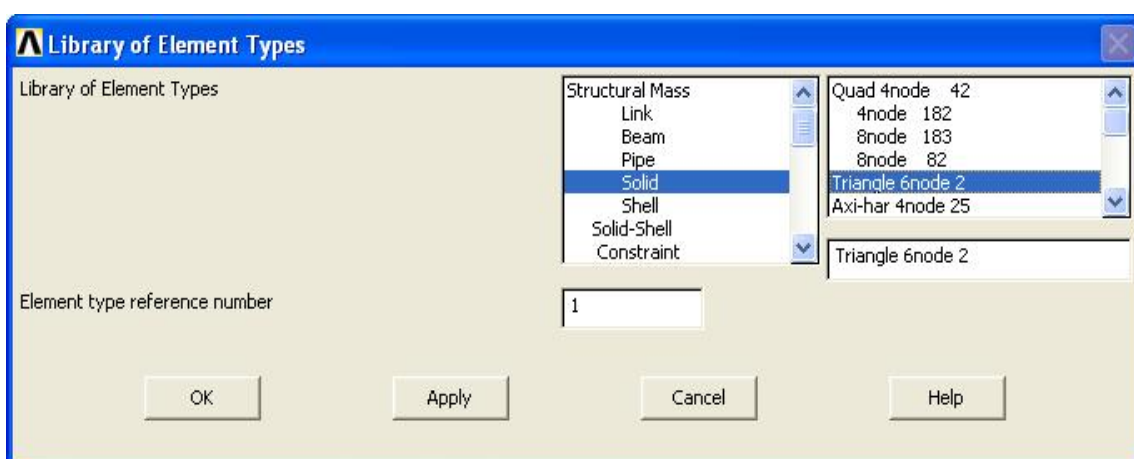 Library of Element Types
Library of Element Types
Structural Mass
Link
Beam
Pipe
Solid
Shell
Solid-Shell
Constraint
Quad 4node 42
4node 182
8node 183
8node 82
Triangle 6node 2
Axi-har 4node 25
Triangle 6node 2
Element type reference number
1
OK Apply Cancel Help